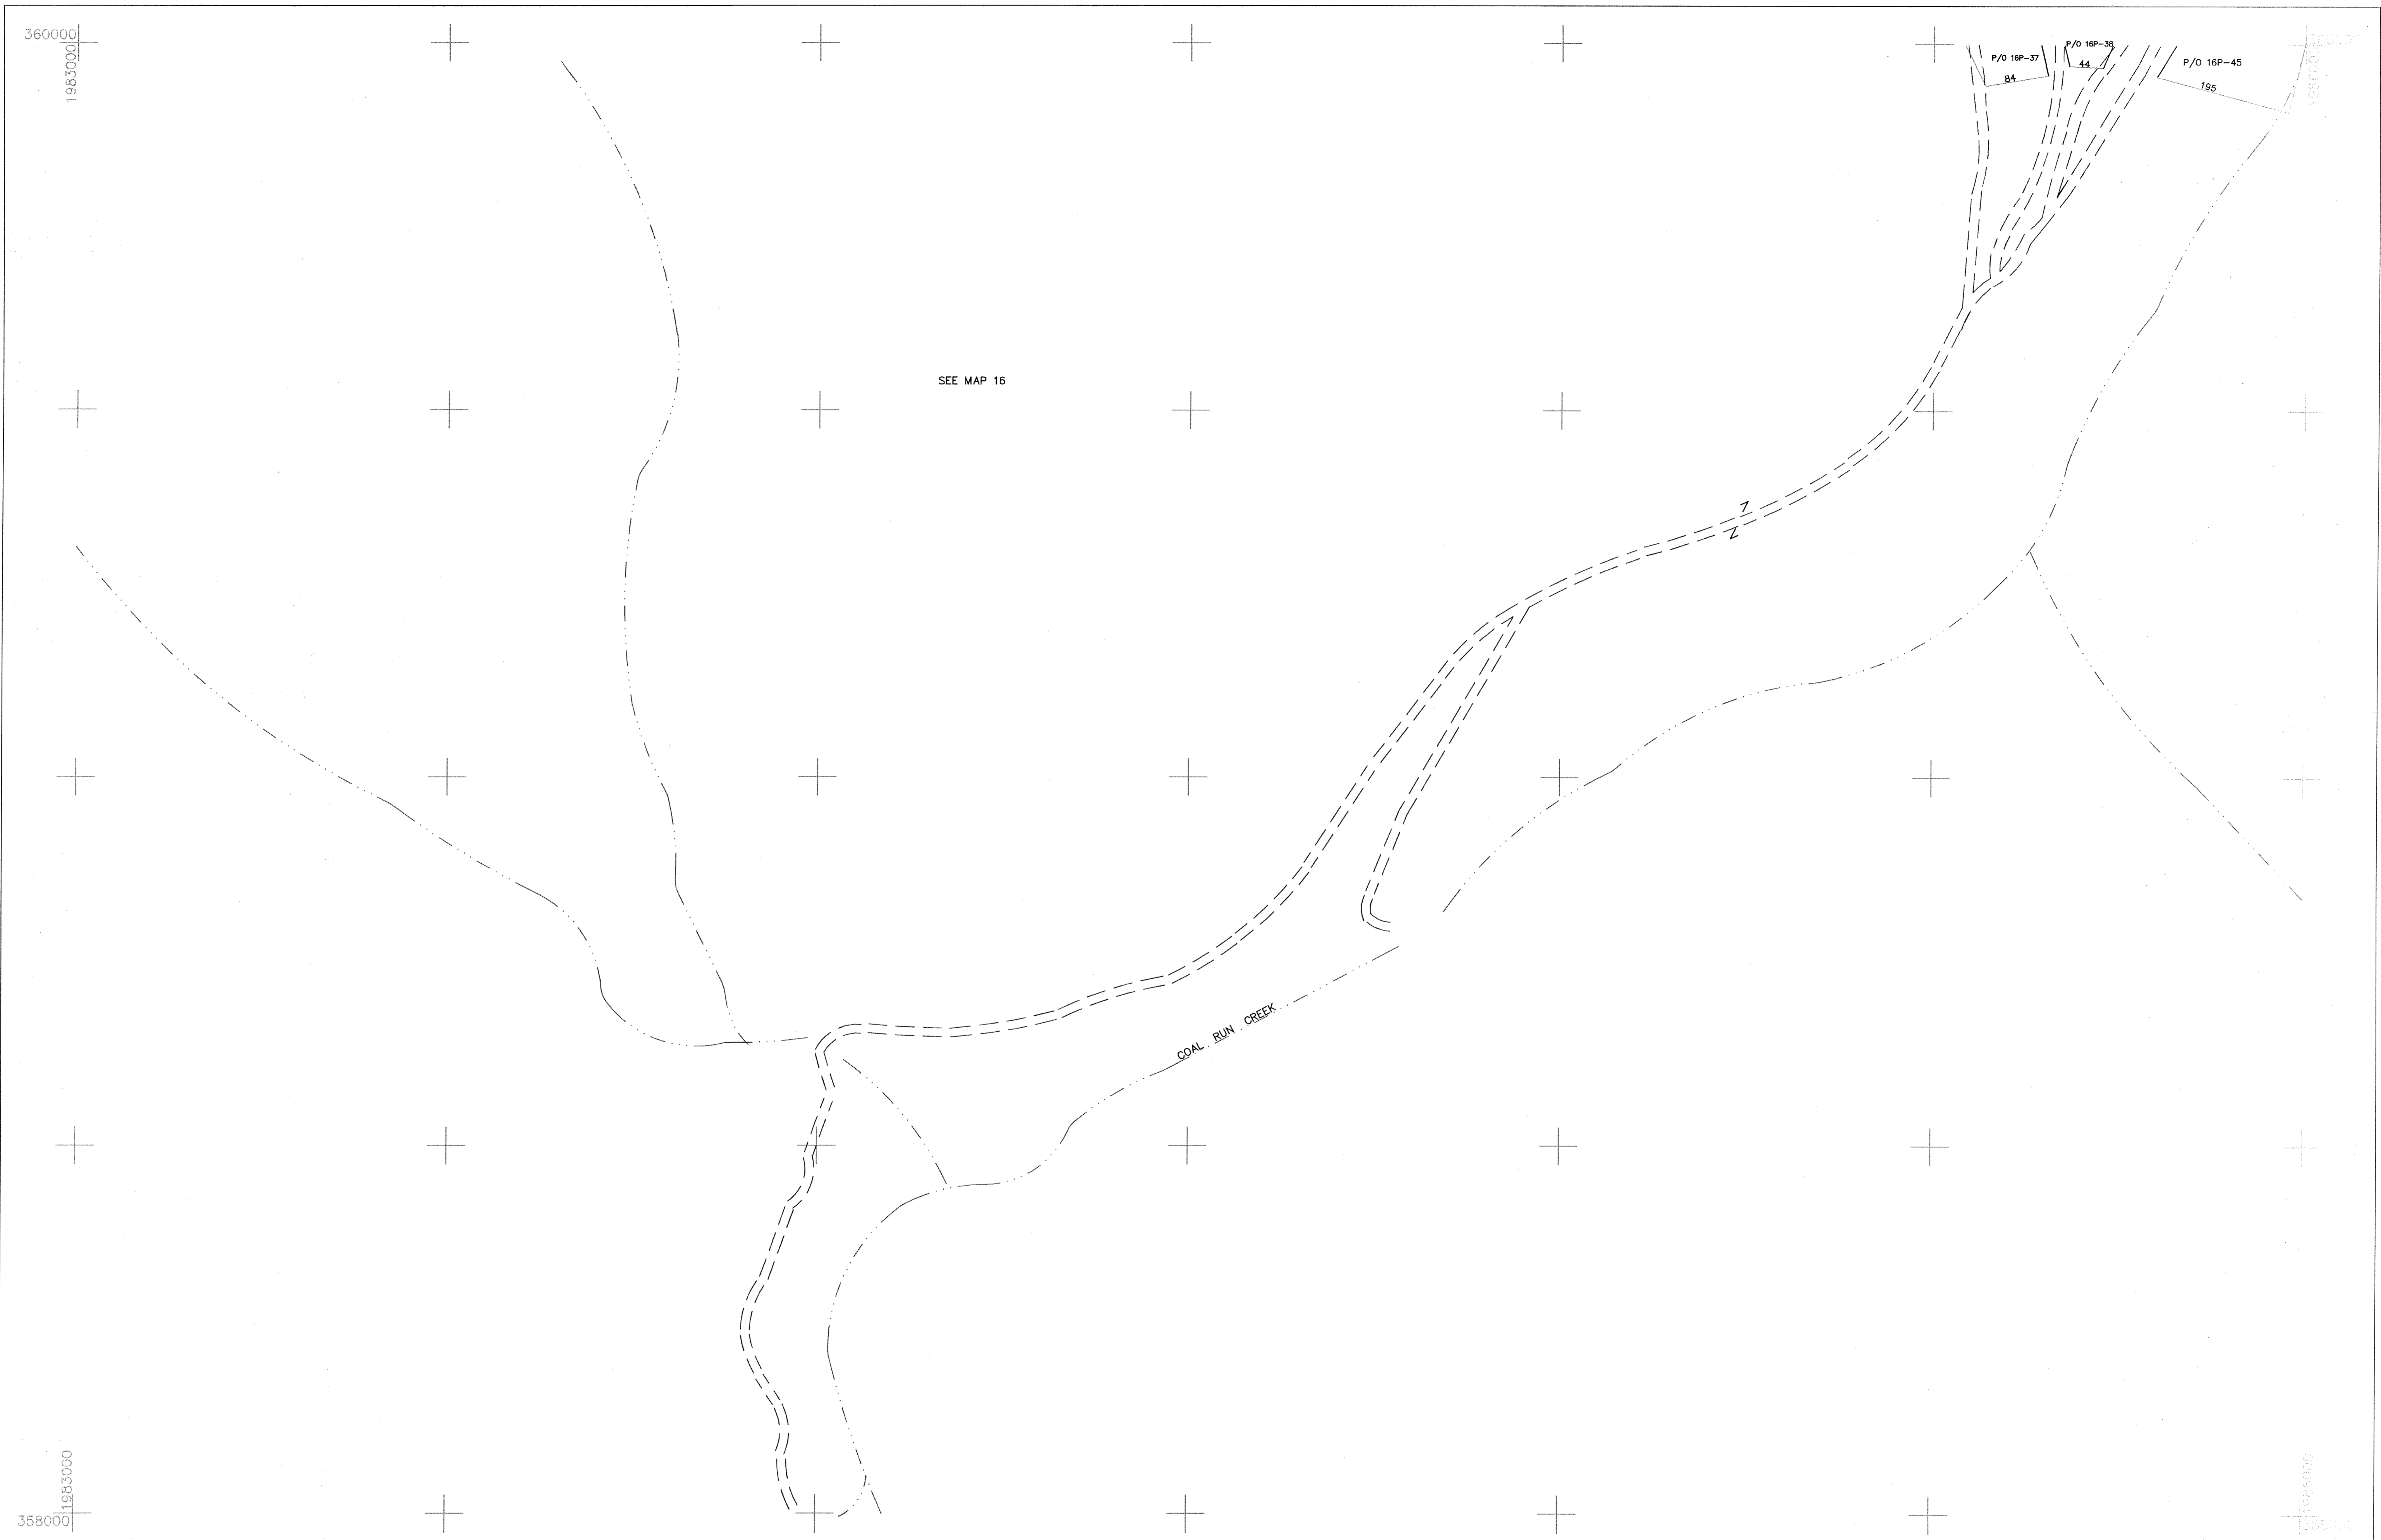 360000
1983000
P/O 16P-37
84
P/O 16P-38
44
P/O 16P-45
195
SEE MAP 16
COAL RUN CREEK
1983000
358000